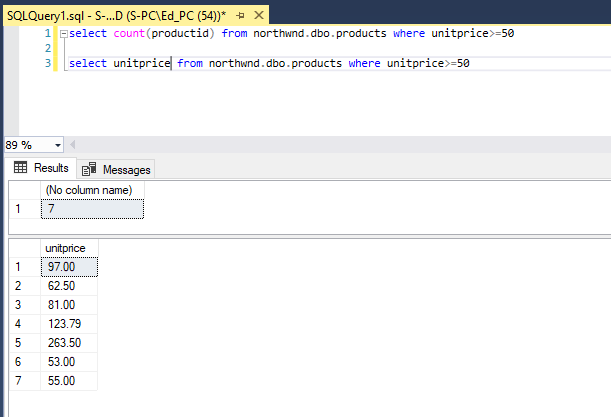 SQLQuery1.sql - S-...D (S-PC\Ed_PC (54))*
1 select count(productid) from northwnd.dbo.products where unitprice>=50
2
3 select unitprice from northwnd.dbo.products where unitprice>=50
89 %
Results Messages
(No column name)
1 7
unitprice
1 97.00
2 62.50
3 81.00
4 123.79
5 263.50
6 53.00
7 55.00